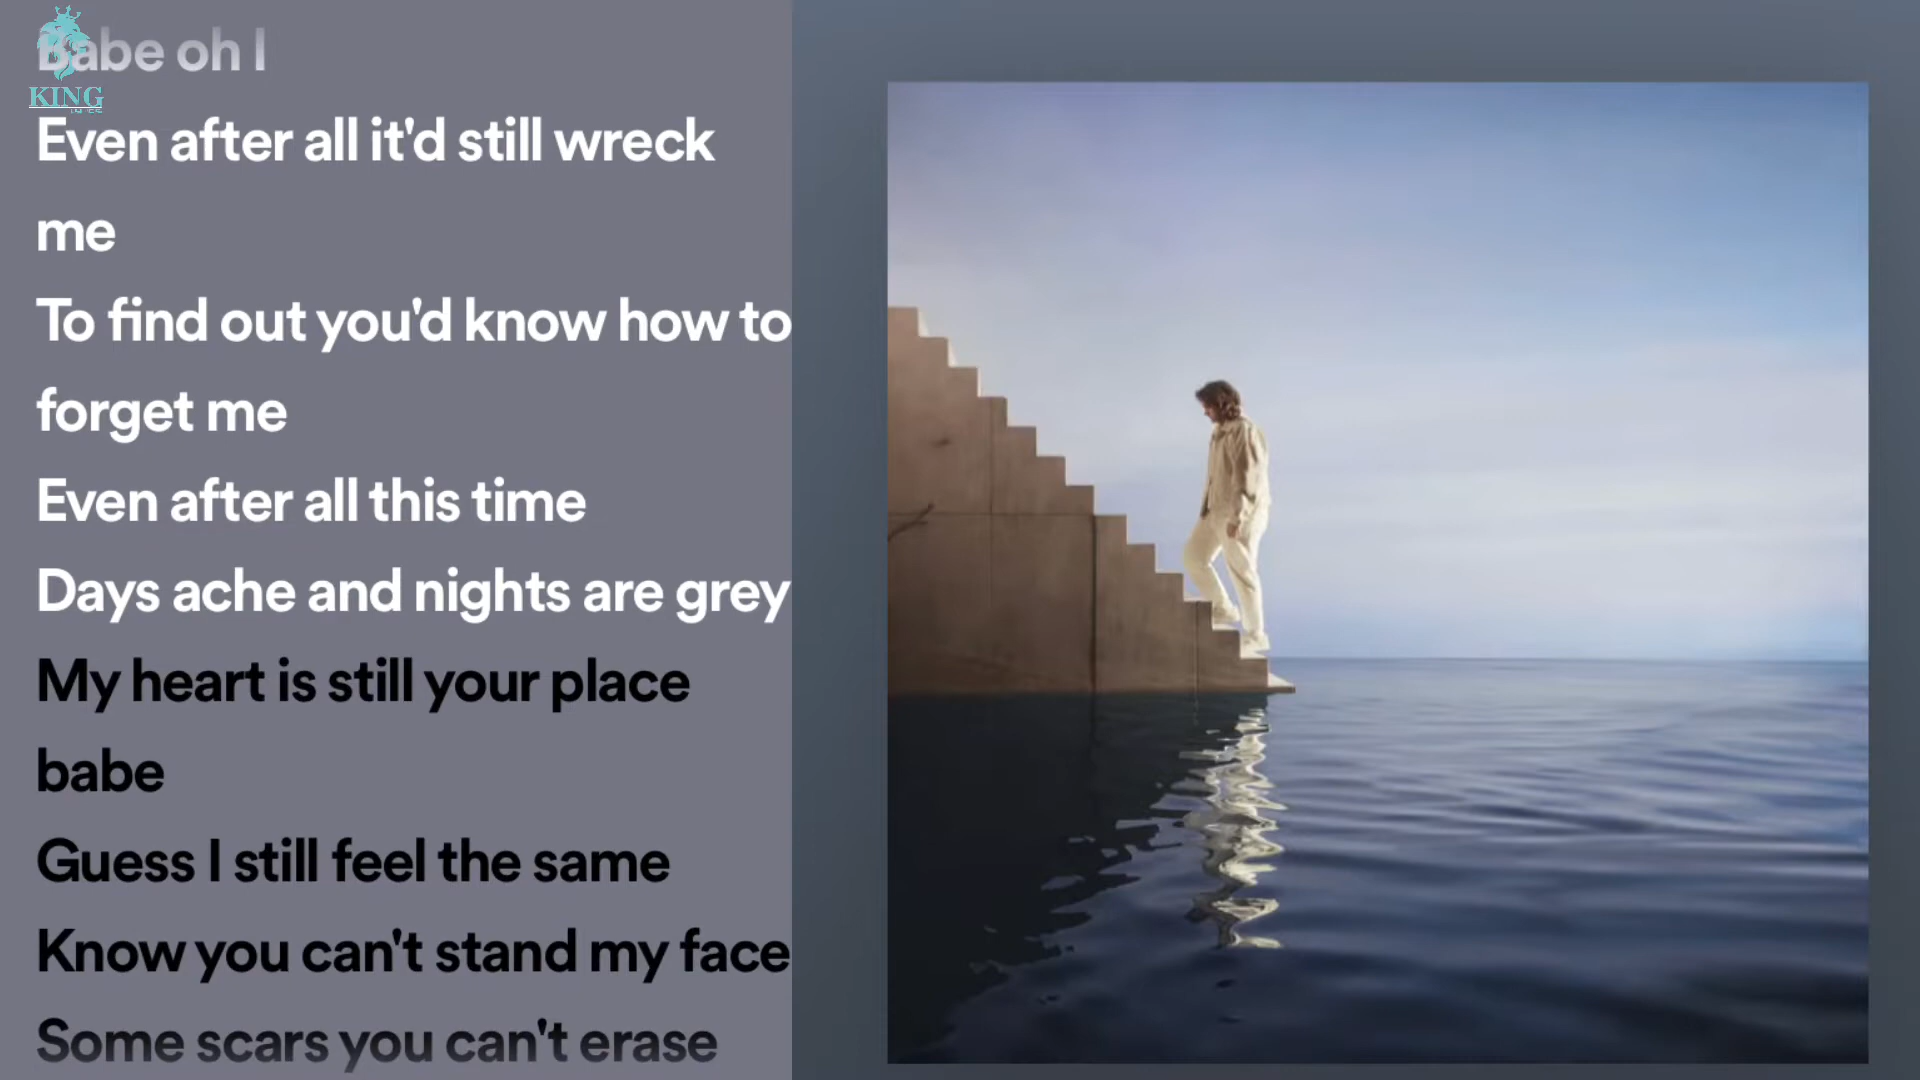 Babe oh I
KING
Even after all it'd still wreck
me
To find out you'd know how to
forget me
Even after all this time
Days ache and nights are grey
My heart is still your place
babe
Guess I still feel the same
Know you can't stand my face
Some scars you can't erase